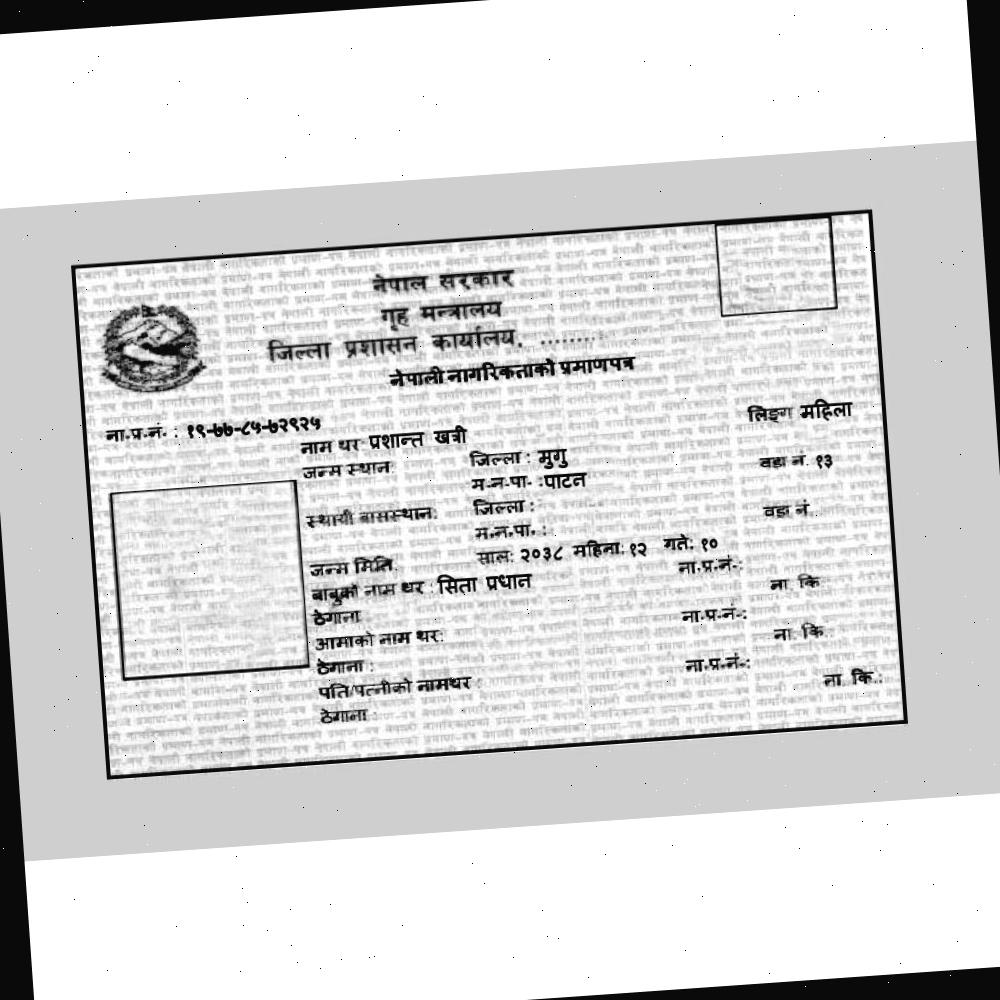 नेपाल सरकार
गृह मन्त्रालय
जिल्ला प्रशासन कार्यालय, ........
नेपाली नागरिकताको प्रमाणपत्र
ना.प्र.नं. : १९-७७-८५-७२९२५
लिङ्ग महिला
नाम थर: प्रशान्त खत्री
जन्म स्थान: जिल्ला : मुगु
म.न.पा. :पाटन वडा नं. १३
स्थायी बासस्थान: जिल्ला :
म.न.पा. : वडा नं.
जन्म मिति: साल: २०३८ महिना: १२ गते: १०
बाबुको नाम थर : सिता प्रधान ना.प्र.नं.:
ठेगाना ना. कि.
आमाको नाम थर: ना.प्र.नं.:
ठेगाना : ना. कि.
पति/पत्नीको नामथर : ना.प्र.नं.:
ठेगाना : ना. कि.: